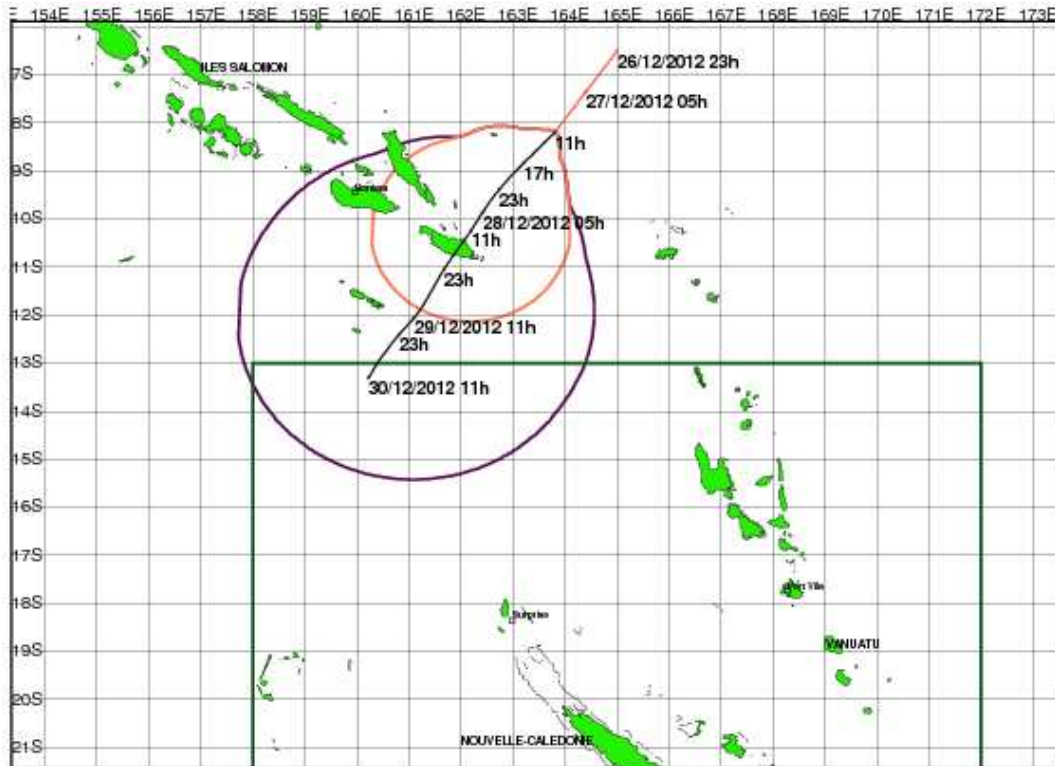 154E 155E 156E 157E 158E 159E 160E 161E 162E 163E 164E 165E 166E 167E 168E 169E 170E 171E 172E 173E
26/12/2012 23h
7S
ILES SALOMON
27/12/2012 05h
8S
11h
9S
17h
23h
10S
28/12/2012 05h
11h
11S
23h
12S
29/12/2012 11h
23h
13S
30/12/2012 11h
14S
15S
16S
17S
Port Vila
18S
Surprise
19S
VANUATU
20S
NOUVELLE-CALEDONIE
21S